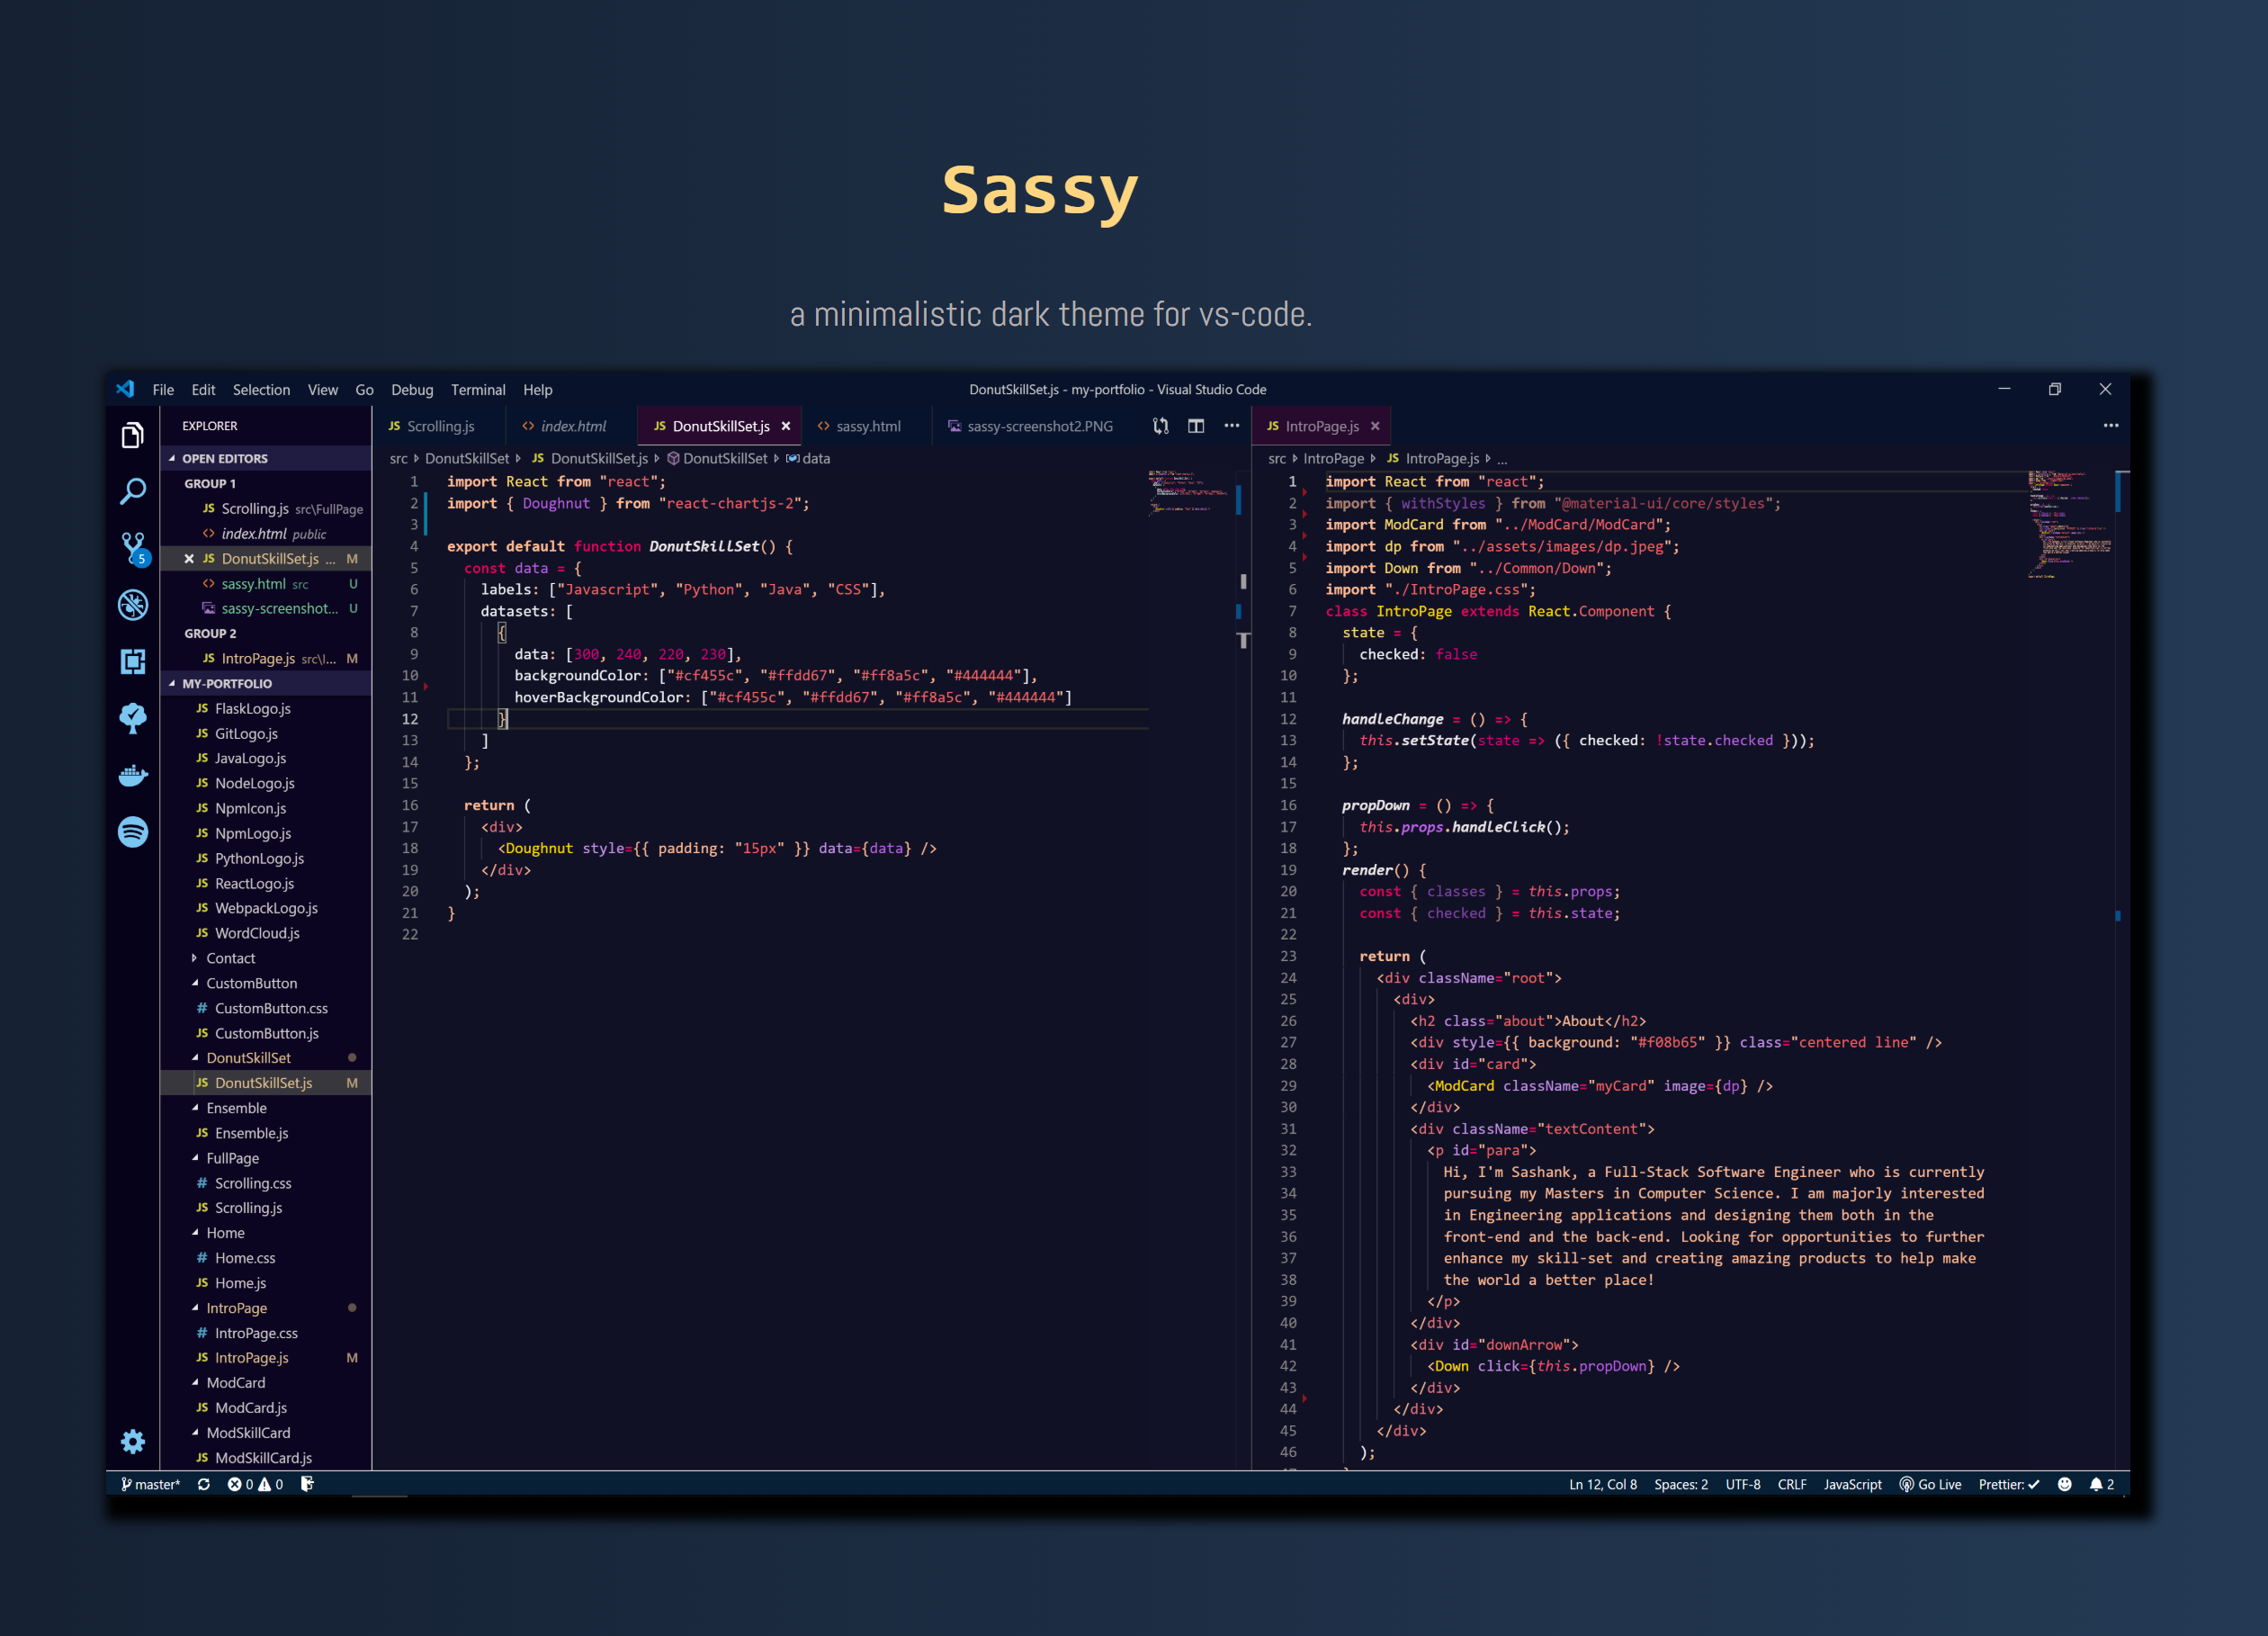 Sassy
a minimalistic dark theme for vs-code.
File Edit Selection View Go Debug Terminal Help
DonutSkillSet.js - my-portfolio - Visual Studio Code
EXPLORER
OPEN EDITORS
GROUP 1
JS Scrolling.js src\FullPage
<> index.html public
JS DonutSkillSet.js ... M
<> sassy.html src U
sassy-screenshot... U
GROUP 2
JS IntroPage.js src\I... M
5
MY-PORTFOLIO
JS FlaskLogo.js
JS GitLogo.js
JS JavaLogo.js
JS NodeLogo.js
JS NpmIcon.js
JS NpmLogo.js
JS PythonLogo.js
JS ReactLogo.js
JS WebpackLogo.js
JS WordCloud.js
Contact
CustomButton
# CustomButton.css
JS CustomButton.js
DonutSkillSet
JS DonutSkillSet.js M
Ensemble
JS Ensemble.js
FullPage
# Scrolling.css
JS Scrolling.js
Home
# Home.css
JS Home.js
IntroPage
# IntroPage.css
JS IntroPage.js M
ModCard
JS ModCard.js
ModSkillCard
JS ModSkillCard.js
JS Scrolling.js <> index.html JS DonutSkillSet.js <> sassy.html sassy-screenshot2.PNG
src DonutSkillSet JS DonutSkillSet.js DonutSkillSet data
1 import React from "react";
2 import { Doughnut } from "react-chartjs-2";
3
4 export default function DonutSkillSet() {
5 const data = {
6 labels: ["Javascript", "Python", "Java", "CSS"],
7 datasets: [
8 {
9 data: [300, 240, 220, 230],
10 backgroundColor: ["#cf455c", "#ffdd67", "#ff8a5c", "#444444"],
11 hoverBackgroundColor: ["#cf455c", "#ffdd67", "#ff8a5c", "#444444"]
12 }
13 ]
14 };
15
16 return (
17 <div>
18 <Doughnut style={{ padding: "15px" }} data={data} />
19 </div>
20 );
21 }
22
JS IntroPage.js
src IntroPage JS IntroPage.js ...
1 import React from "react";
2 import { withStyles } from "@material-ui/core/styles";
3 import ModCard from "../ModCard/ModCard";
4 import dp from "../assets/images/dp.jpeg";
5 import Down from "../Common/Down";
6 import "./IntroPage.css";
7 class IntroPage extends React.Component {
8 state = {
9 checked: false
10 };
11
12 handleChange = () => {
13 this.setState(state => ({ checked: !state.checked }));
14 };
15
16 propDown = () => {
17 this.props.handleClick();
18 };
19 render() {
20 const { classes } = this.props;
21 const { checked } = this.state;
22
23 return (
24 <div className="root">
25 <div>
26 <h2 class="about">About</h2>
27 <div style={{ background: "#f08b65" }} class="centered line" />
28 <div id="card">
29 <ModCard className="myCard" image={dp} />
30 </div>
31 <div className="textContent">
32 <p id="para">
33 Hi, I'm Sashank, a Full-Stack Software Engineer who is currently
34 pursuing my Masters in Computer Science. I am majorly interested
35 in Engineering applications and designing them both in the
36 front-end and the back-end. Looking for opportunities to further
37 enhance my skill-set and creating amazing products to help make
38 the world a better place!
39 </p>
40 </div>
41 <div id="downArrow">
42 <Down click={this.propDown} />
43 </div>
44 </div>
45 </div>
46 );
master* 0 0
Ln 12, Col 8 Spaces: 2 UTF-8 CRLF JavaScript Go Live Prettier: 2